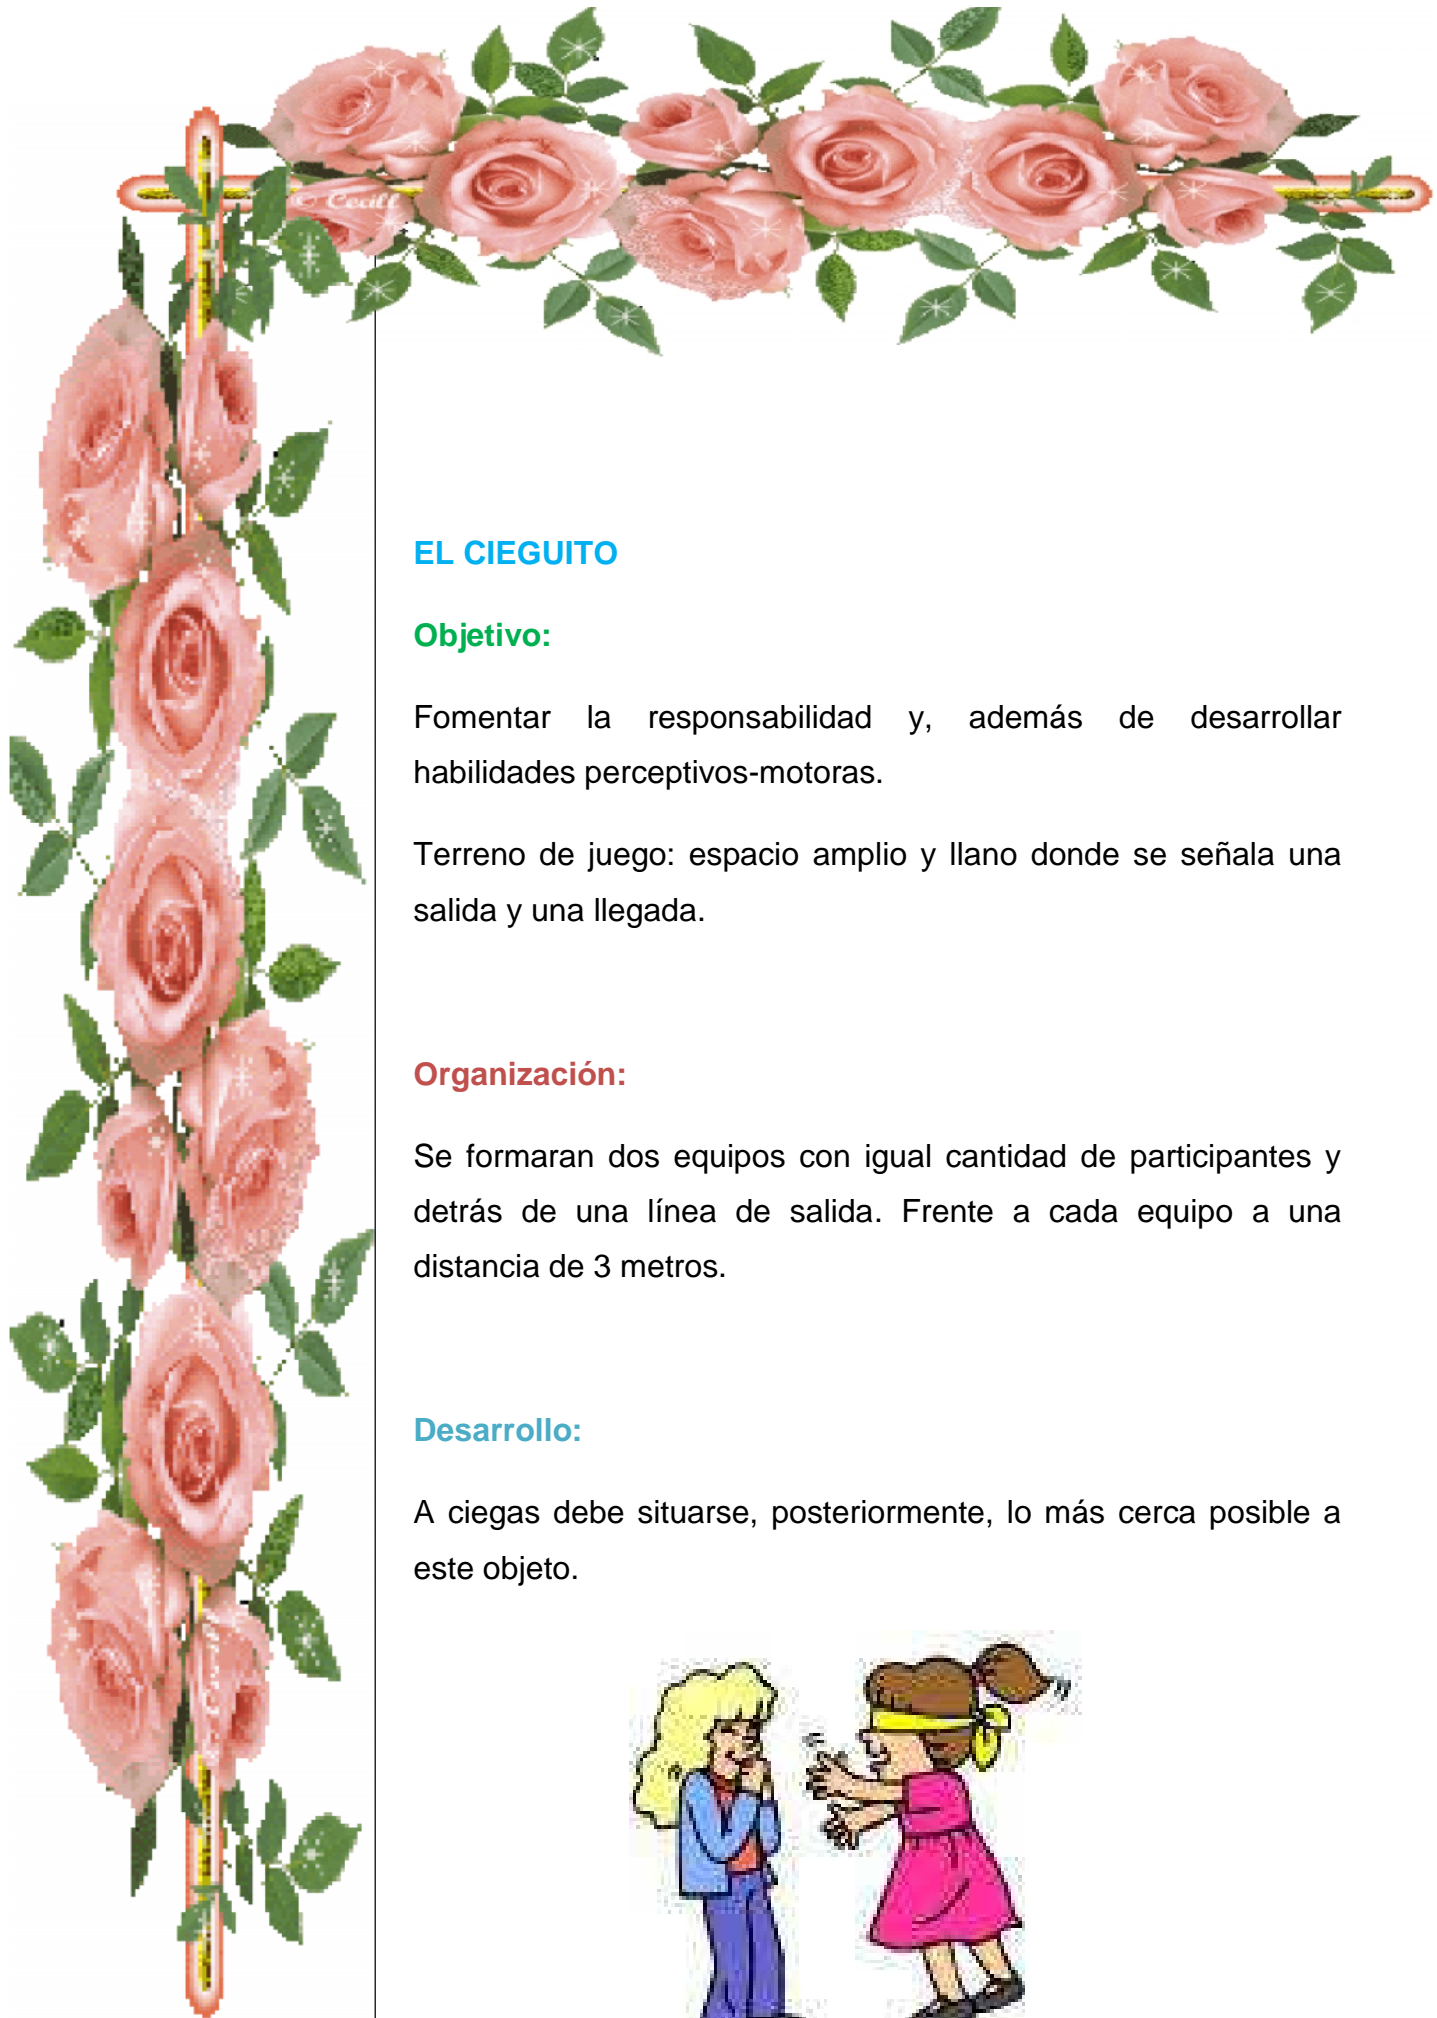 © Cecill
EL CIEGUITO
Objetivo:
Fomentar la responsabilidad y, además de desarrollar
habilidades perceptivos-motoras.
Terreno de juego: espacio amplio y llano donde se señala una
salida y una llegada.
Organización:
Se formaran dos equipos con igual cantidad de participantes y
detrás de una línea de salida. Frente a cada equipo a una
distancia de 3 metros.
Desarrollo:
A ciegas debe situarse, posteriormente, lo más cerca posible a
este objeto.